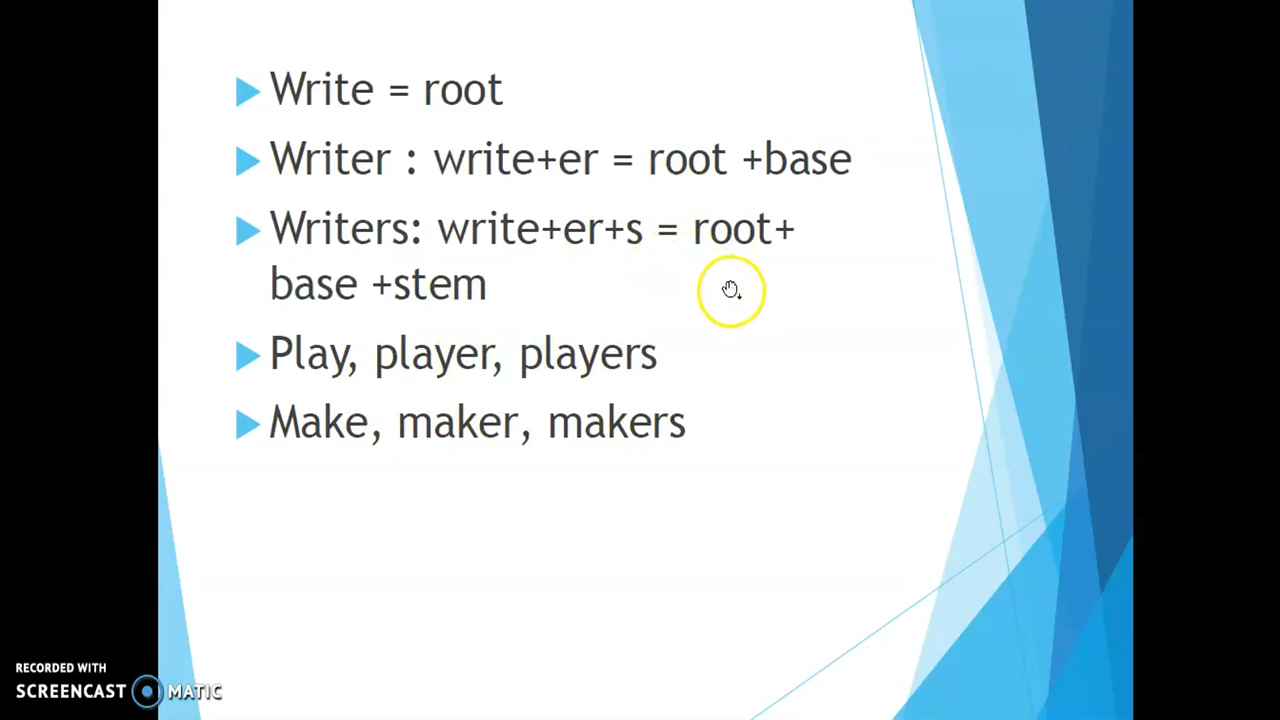 Write = root
Writer : write+er = root +base
Writers: write+er+s = root+
base +stem
Play, player, players
Make, maker, makers
RECORDED WITH
SCREENCAST MATIC